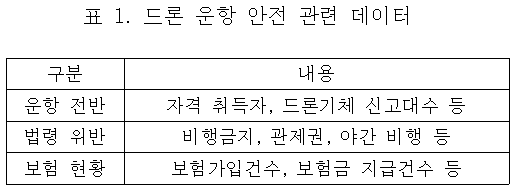 표 1. 드론 운항 안전 관련 데이터
구분 내용
운항 전반 자격 취득자, 드론기체 신고대수 등
법령 위반 비행금지, 관제권, 야간 비행 등
보험 현황 보험가입건수, 보험금 지급건수 등